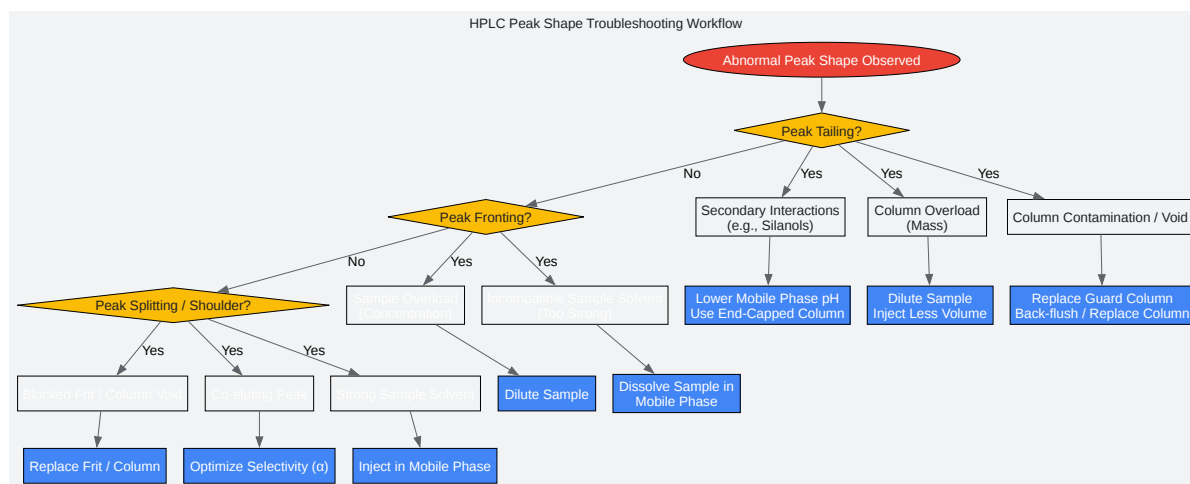 HPLC Peak Shape Troubleshooting Workflow
Abnormal Peak Shape Observed
Peak Tailing?
No
Yes
Yes
Yes
Peak Fronting?
Secondary Interactions
(e.g., Silanols)
Column Overload
(Mass)
Column Contamination / Void
No
Yes
Yes
Peak Splitting / Shoulder?
Sample Overload
(Concentration)
Incompatible Sample Solvent
(Too Strong)
Lower Mobile Phase pH
Use End-Capped Column
Dilute Sample
Inject Less Volume
Replace Guard Column
Back-flush / Replace Column
Yes
Yes
Yes
Blocked Frit / Column Void
Co-eluting Peak
Strong Sample Solvent
Dilute Sample
Dissolve Sample in
Mobile Phase
Replace Frit / Column
Optimize Selectivity (α)
Inject in Mobile Phase